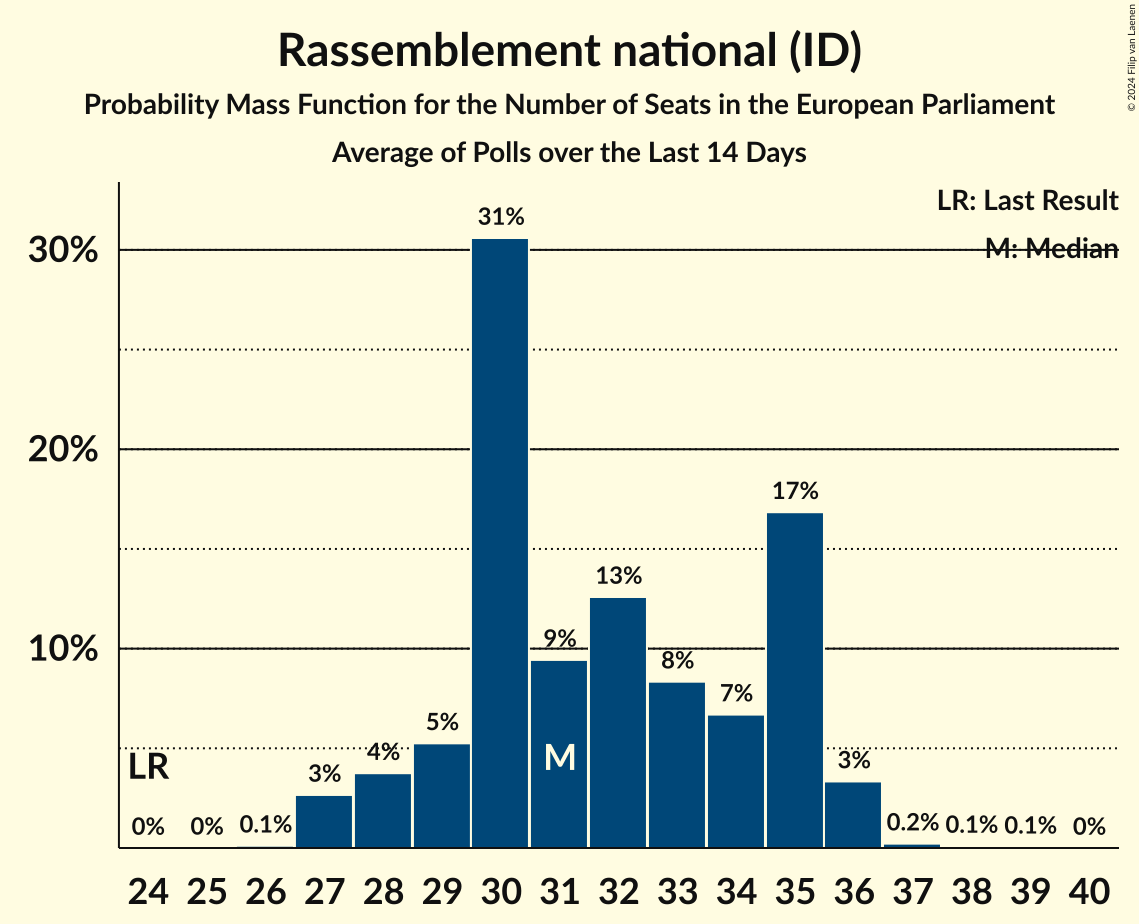 Rassemblement national (ID)
Probability Mass Function for the Number of Seats in the European Parliament
Average of Polls over the Last 14 Days
© 2024 Filip van Laenen
LR: Last Result
M: Median
30%
20%
10%
LR
M
0%
0%
0.1%
3%
4%
5%
31%
9%
13%
8%
7%
17%
3%
0.2%
0.1%
0.1%
0%
24 25 26 27 28 29 30 31 32 33 34 35 36 37 38 39 40